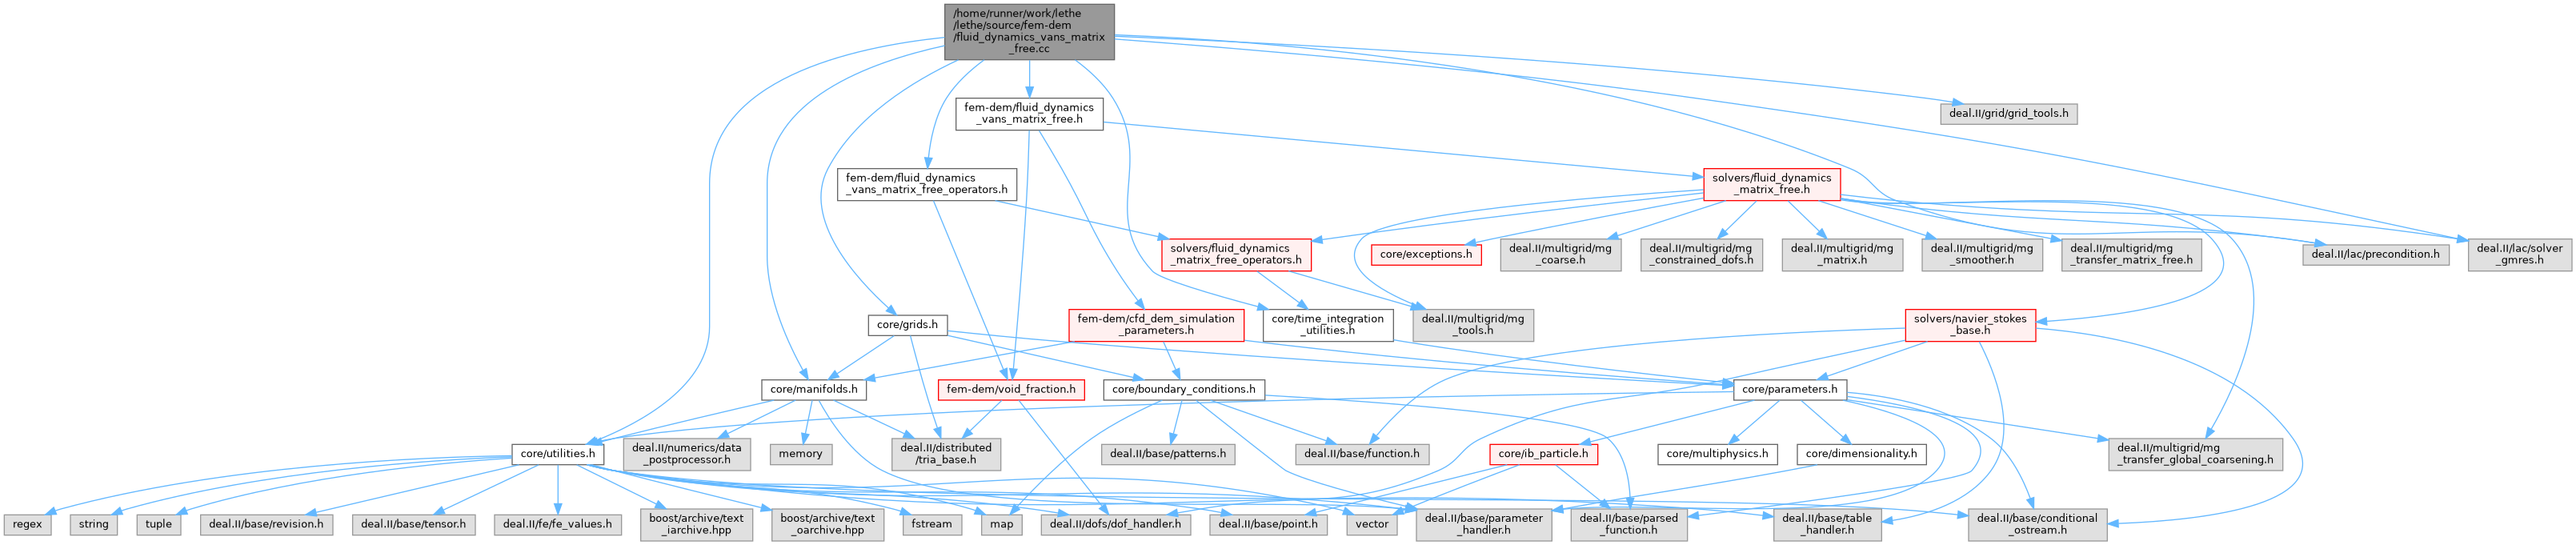 /home/runner/work/lethe
/lethe/source/fem-dem
/fluid_dynamics_vans_matrix
_free.cc
fem-dem/fluid_dynamics
_vans_matrix_free.h
deal.II/grid/grid_tools.h
fem-dem/fluid_dynamics
_vans_matrix_free_operators.h
solvers/fluid_dynamics
_matrix_free.h
solvers/fluid_dynamics
_matrix_free_operators.h
core/exceptions.h
deal.II/multigrid/mg
_coarse.h
deal.II/multigrid/mg
_constrained_dofs.h
deal.II/multigrid/mg
_matrix.h
deal.II/multigrid/mg
_smoother.h
deal.II/multigrid/mg
_transfer_matrix_free.h
deal.II/lac/precondition.h
deal.II/lac/solver
_gmres.h
core/grids.h
fem-dem/cfd_dem_simulation
_parameters.h
core/time_integration
_utilities.h
deal.II/multigrid/mg
_tools.h
solvers/navier_stokes
_base.h
core/manifolds.h
fem-dem/void_fraction.h
core/boundary_conditions.h
core/parameters.h
core/utilities.h
deal.II/numerics/data
_postprocessor.h
memory
deal.II/distributed
/tria_base.h
deal.II/base/patterns.h
deal.II/base/function.h
core/ib_particle.h
core/multiphysics.h
core/dimensionality.h
deal.II/multigrid/mg
_transfer_global_coarsening.h
regex
string
tuple
deal.II/base/revision.h
deal.II/base/tensor.h
deal.II/fe/fe_values.h
boost/archive/text
_iarchive.hpp
boost/archive/text
_oarchive.hpp
fstream
map
deal.II/dofs/dof_handler.h
deal.II/base/point.h
vector
deal.II/base/parameter
_handler.h
deal.II/base/parsed
_function.h
deal.II/base/table
_handler.h
deal.II/base/conditional
_ostream.h